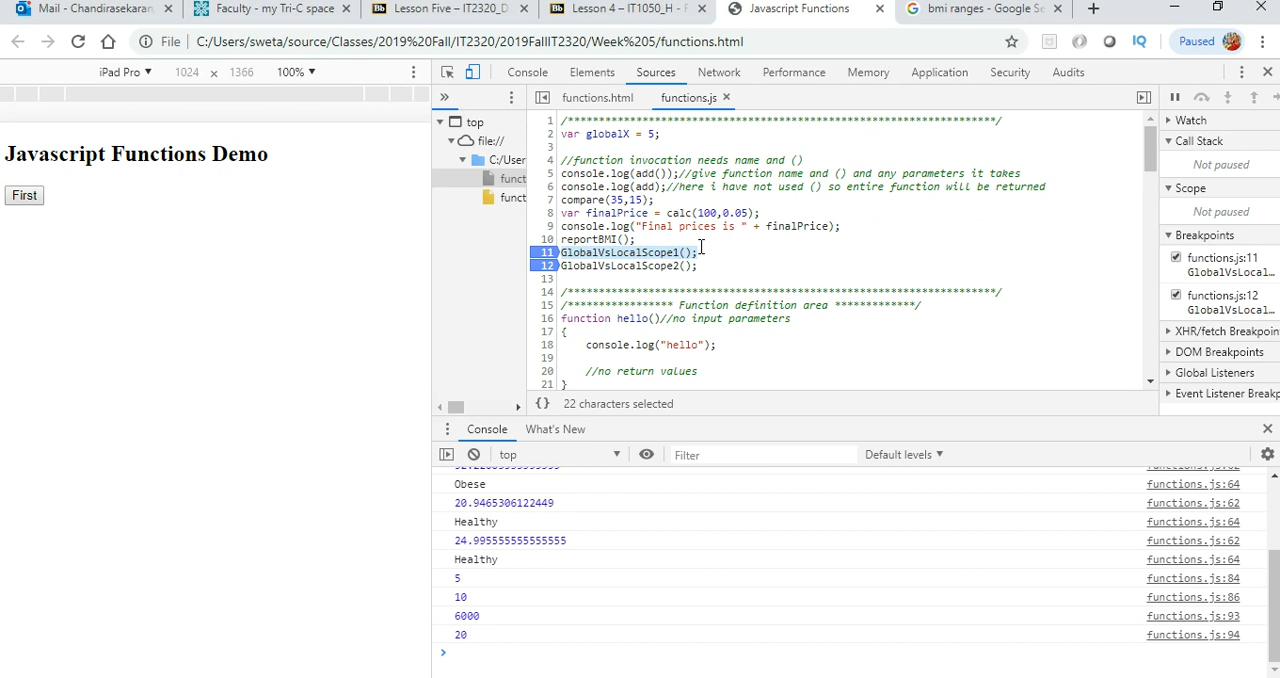 Mail - Chandirasekaran,
Faculty - my Tri-C space
Lesson Five – IT2320_D
Lesson 4 – IT1050_H - F
Javascript Functions
bmi ranges - Google Se
File
C:/Users/sweta/source/Classes/2019%20Fall/IT2320/2019FallIT2320/Week%205/functions.html
IQ
Paused
iPad Pro ▼ 1024 x 1366 100% ▼
Console Elements Sources Network Performance Memory Application Security Audits
Javascript Functions Demo
First
top
file://
C:/User
funct
funct
functions.html
functions.js
1 /***************************************************************************/
2 var globalX = 5;
3
4 //function invocation needs name and ()
5 console.log(add());//give function name and () and any parameters it takes
6 console.log(add);//here i have not used () so entire function will be returned
7 compare(35,15);
8 var finalPrice = calc(100,0.05);
9 console.log("Final prices is " + finalPrice);
10 reportBMI();
11 GlobalVsLocalScope1();
12 GlobalVsLocalScope2();
13
14 /***************************************************************************/
15 /***************** Function definition area *************/
16 function hello()//no input parameters
17 {
18 console.log("hello");
19
20 //no return values
21 }
{} 22 characters selected
Watch
Call Stack
Not paused
Scope
Not paused
Breakpoints
functions.js:11
GlobalVsLocal...
functions.js:12
GlobalVsLocal...
XHR/fetch Breakpoin
DOM Breakpoints
Global Listeners
Event Listener Breakp
Console What's New
top ▼ Filter Default levels ▼
Obese functions.js:64
20.9465306122449 functions.js:62
Healthy functions.js:64
24.995555555555555 functions.js:62
Healthy functions.js:64
5 functions.js:84
10 functions.js:86
6000 functions.js:93
20 functions.js:94